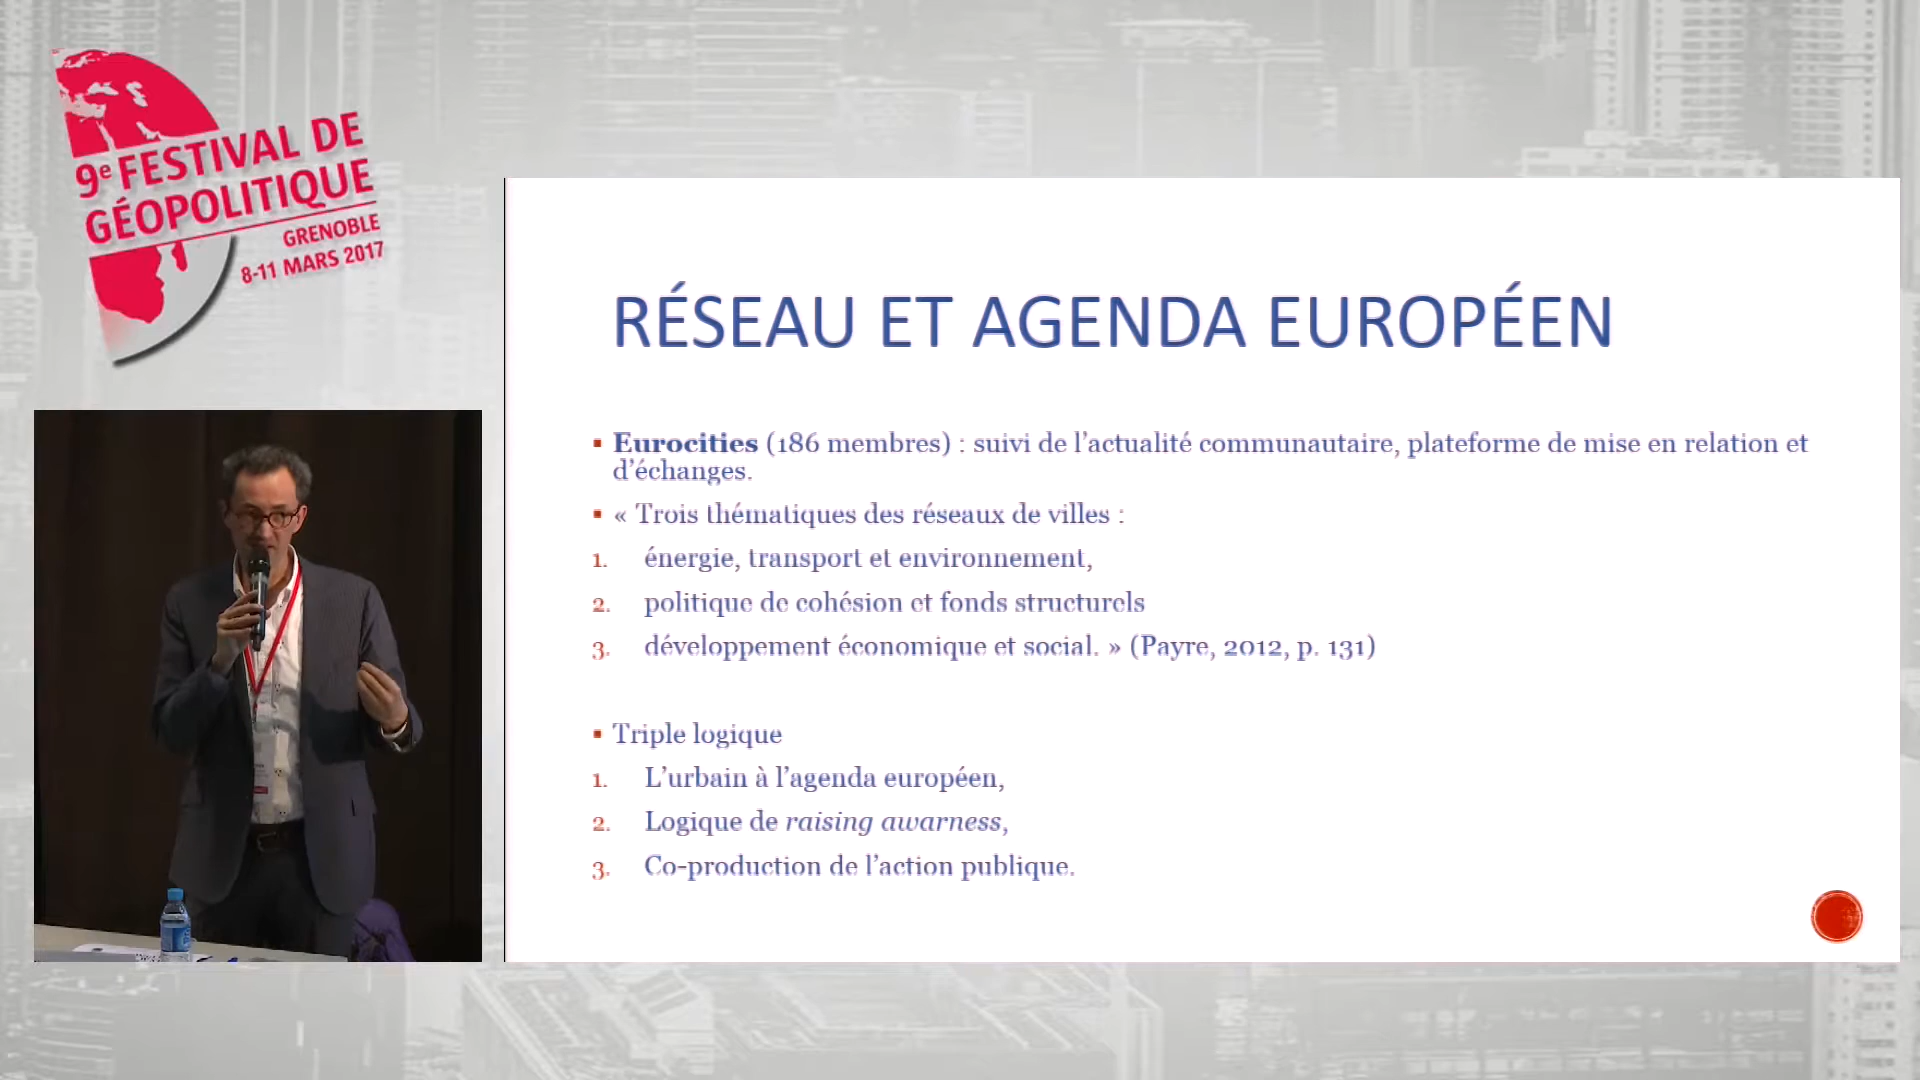 9e FESTIVAL DE
GÉOPOLITIQUE
GRENOBLE
8-11 MARS 2017
RÉSEAU ET AGENDA EUROPÉEN
▪ Eurocities (186 membres) : suivi de l’actualité communautaire, plateforme de mise en relation et
d’échanges.
▪ « Trois thématiques des réseaux de villes :
1. énergie, transport et environnement,
2. politique de cohésion et fonds structurels
3. développement économique et social. » (Payre, 2012, p. 131)
▪ Triple logique
1. L’urbain à l’agenda européen,
2. Logique de raising awarness,
3. Co-production de l’action publique.